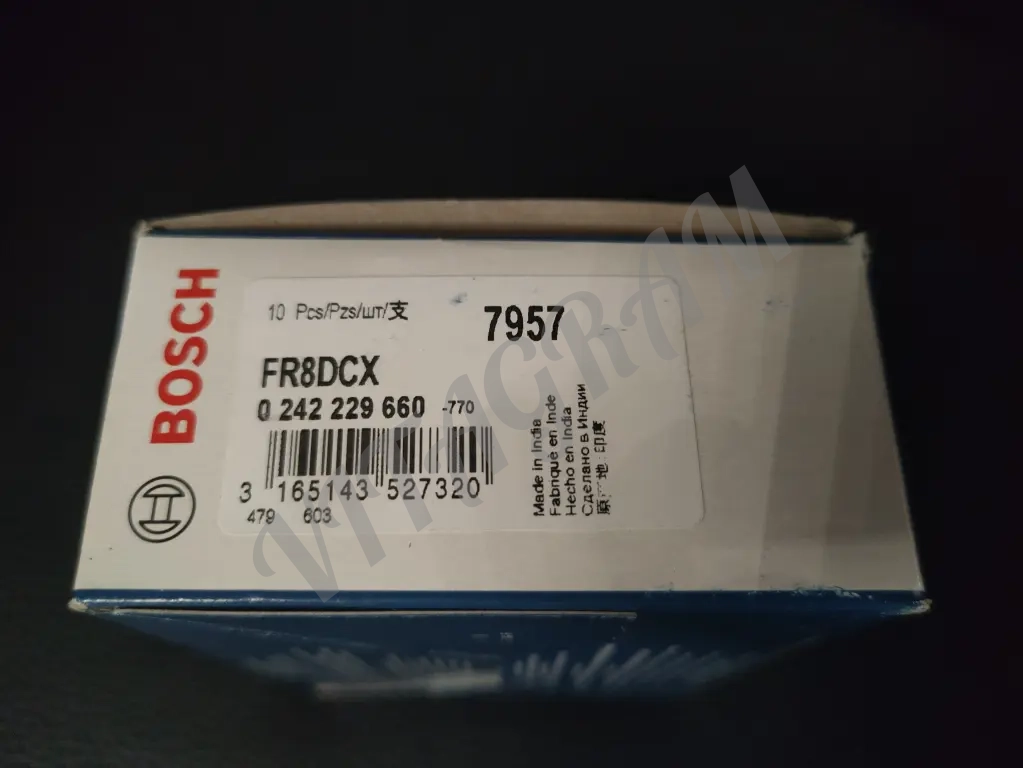 BOSCH
10 Pcs/Pzs/шт/支
7957
FR8DCX
0 242 229 660 -770
3 165143 527320
479 603
Made in India
Fabriqué en Inde
Hecho en India
Сделано в Индии
原产地: 印度
VTAGRAM